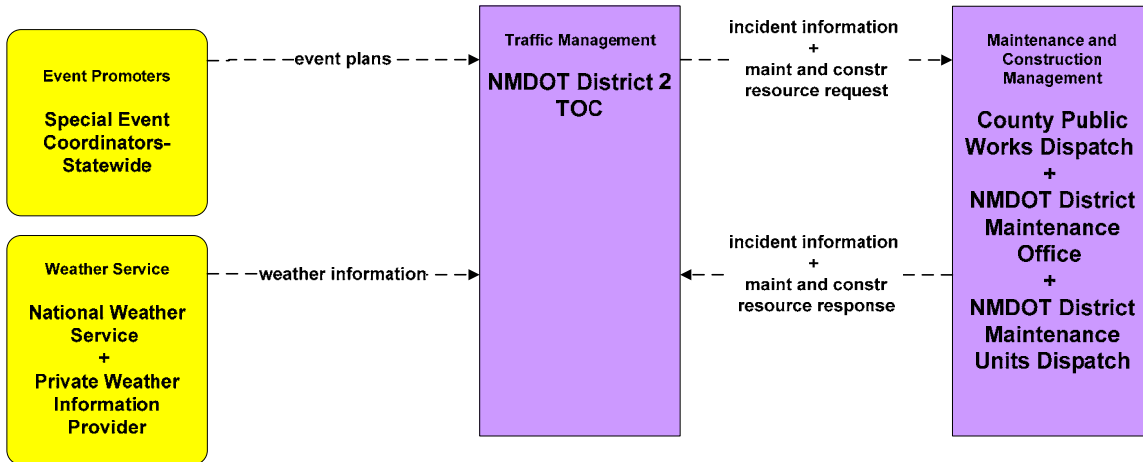 Event Promoters
Special Event
Coordinators-
Statewide
event plans
Traffic Management
NMDOT District 2
TOC
incident information
+
maint and constr
resource request
Maintenance and
Construction
Management
County Public
Works Dispatch
+
NMDOT District
Maintenance
Office
+
NMDOT District
Maintenance
Units Dispatch
Weather Service
National Weather
Service
+
Private Weather
Information
Provider
weather information
incident information
+
maint and constr
resource response